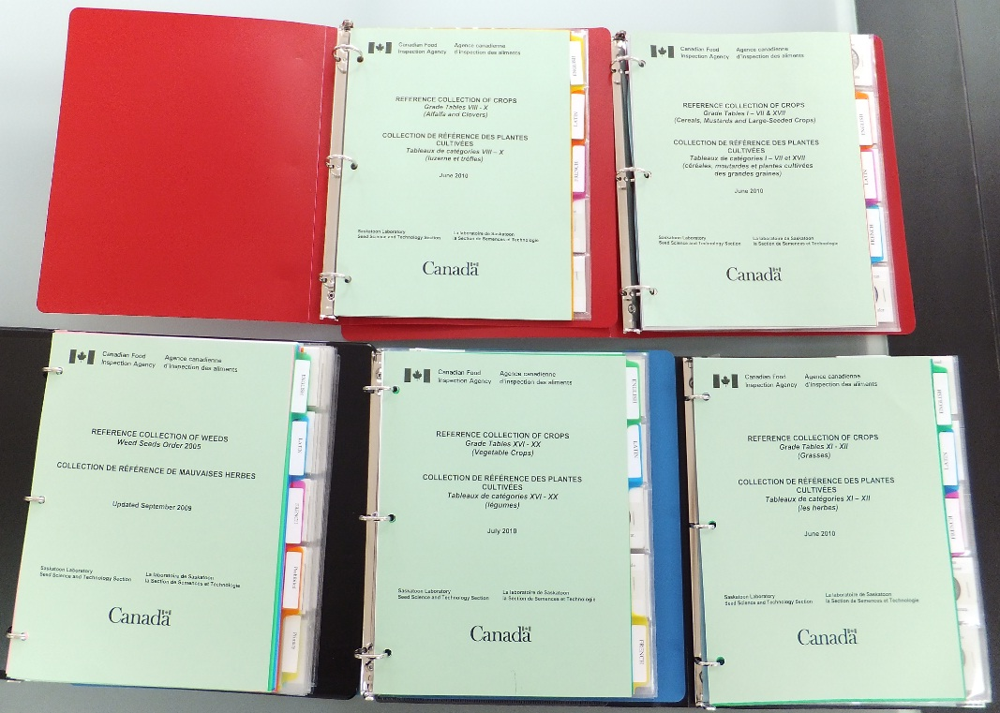 Canadian Food
Inspection Agency
Agence canadienne
d'inspection des aliments
REFERENCE COLLECTION OF CROPS
Grade Tables VIII - X
(Alfalfa and Clovers)
COLLECTION DE RÉFÉRENCE DES PLANTES
CULTIVÉES
Tableaux de catégories VIII – X
(luzerne et trèfles)
June 2010
Saskatoon Laboratory
Seed Science and Technology Section
La laboratoire de Saskatoon
la Section de Semences et Technologie
Canada
ENGLISH
LATIN
FRENCH
Canadian Food
Inspection Agency
Agence canadienne
d'inspection des aliments
REFERENCE COLLECTION OF CROPS
Grade Tables I – VII & XVII
(Cereals, Mustards and Large-Seeded Crops)
COLLECTION DE RÉFÉRENCE DES PLANTES
CULTIVÉES
Tableaux de catégories I – VII et XVII
(céréales, moutardes et plantes cultivées
des grandes graines)
June 2010
Saskatoon Laboratory
Seed Science and Technology Section
La laboratoire de Saskatoon
la Section de Semences et Technologie
Canada
ENGLISH
LATIN
FRENCH
Canadian Food
Inspection Agency
Agence canadienne
d'inspection des aliments
REFERENCE COLLECTION OF WEEDS
Weed Seeds Order 2005
COLLECTION DE RÉFÉRENCE DE MAUVAISES HERBES
Updated September 2009
Saskatoon Laboratory
Seed Science and Technology Section
La laboratoire de Saskatoon
la Section de Semences et Technologie
Canada
ENGLISH
LATIN
FRENCH
Prohibited
Primary
Canadian Food
Inspection Agency
Agence canadienne
d'inspection des aliments
REFERENCE COLLECTION OF CROPS
Grade Tables XVI - XX
(Vegetable Crops)
COLLECTION DE RÉFÉRENCE DES PLANTES
CULTIVÉES
Tableaux de catégories XVI - XX
(légumes)
July 2010
Saskatoon Laboratory
Seed Science and Technology Section
La laboratoire de Saskatoon
la Section de Semences et Technologie
Canada
ENGLISH
LATIN
FRENCH
Canadian Food
Inspection Agency
Agence canadienne
d'inspection des aliments
REFERENCE COLLECTION OF CROPS
Grade Tables XI - XII
(Grasses)
COLLECTION DE RÉFÉRENCE DES PLANTES
CULTIVÉES
Tableaux de catégories XI – XII
(les herbes)
June 2010
Saskatoon Laboratory
Seed Science and Technology Section
La laboratoire de Saskatoon
la Section de Semences et Technologie
Canada
LATIN